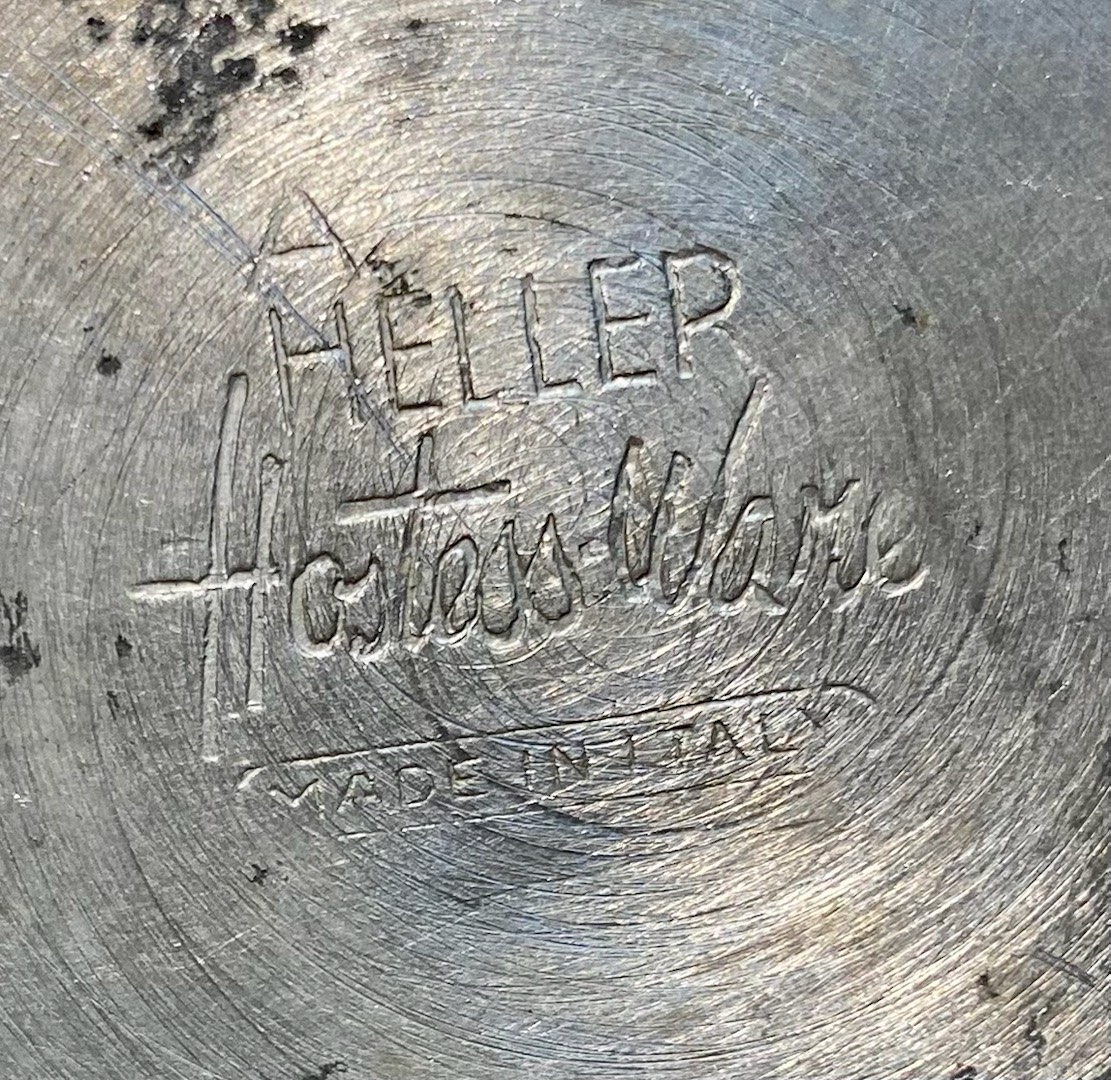 A
HELLER
Hostess-Ware
MADE IN ITALY